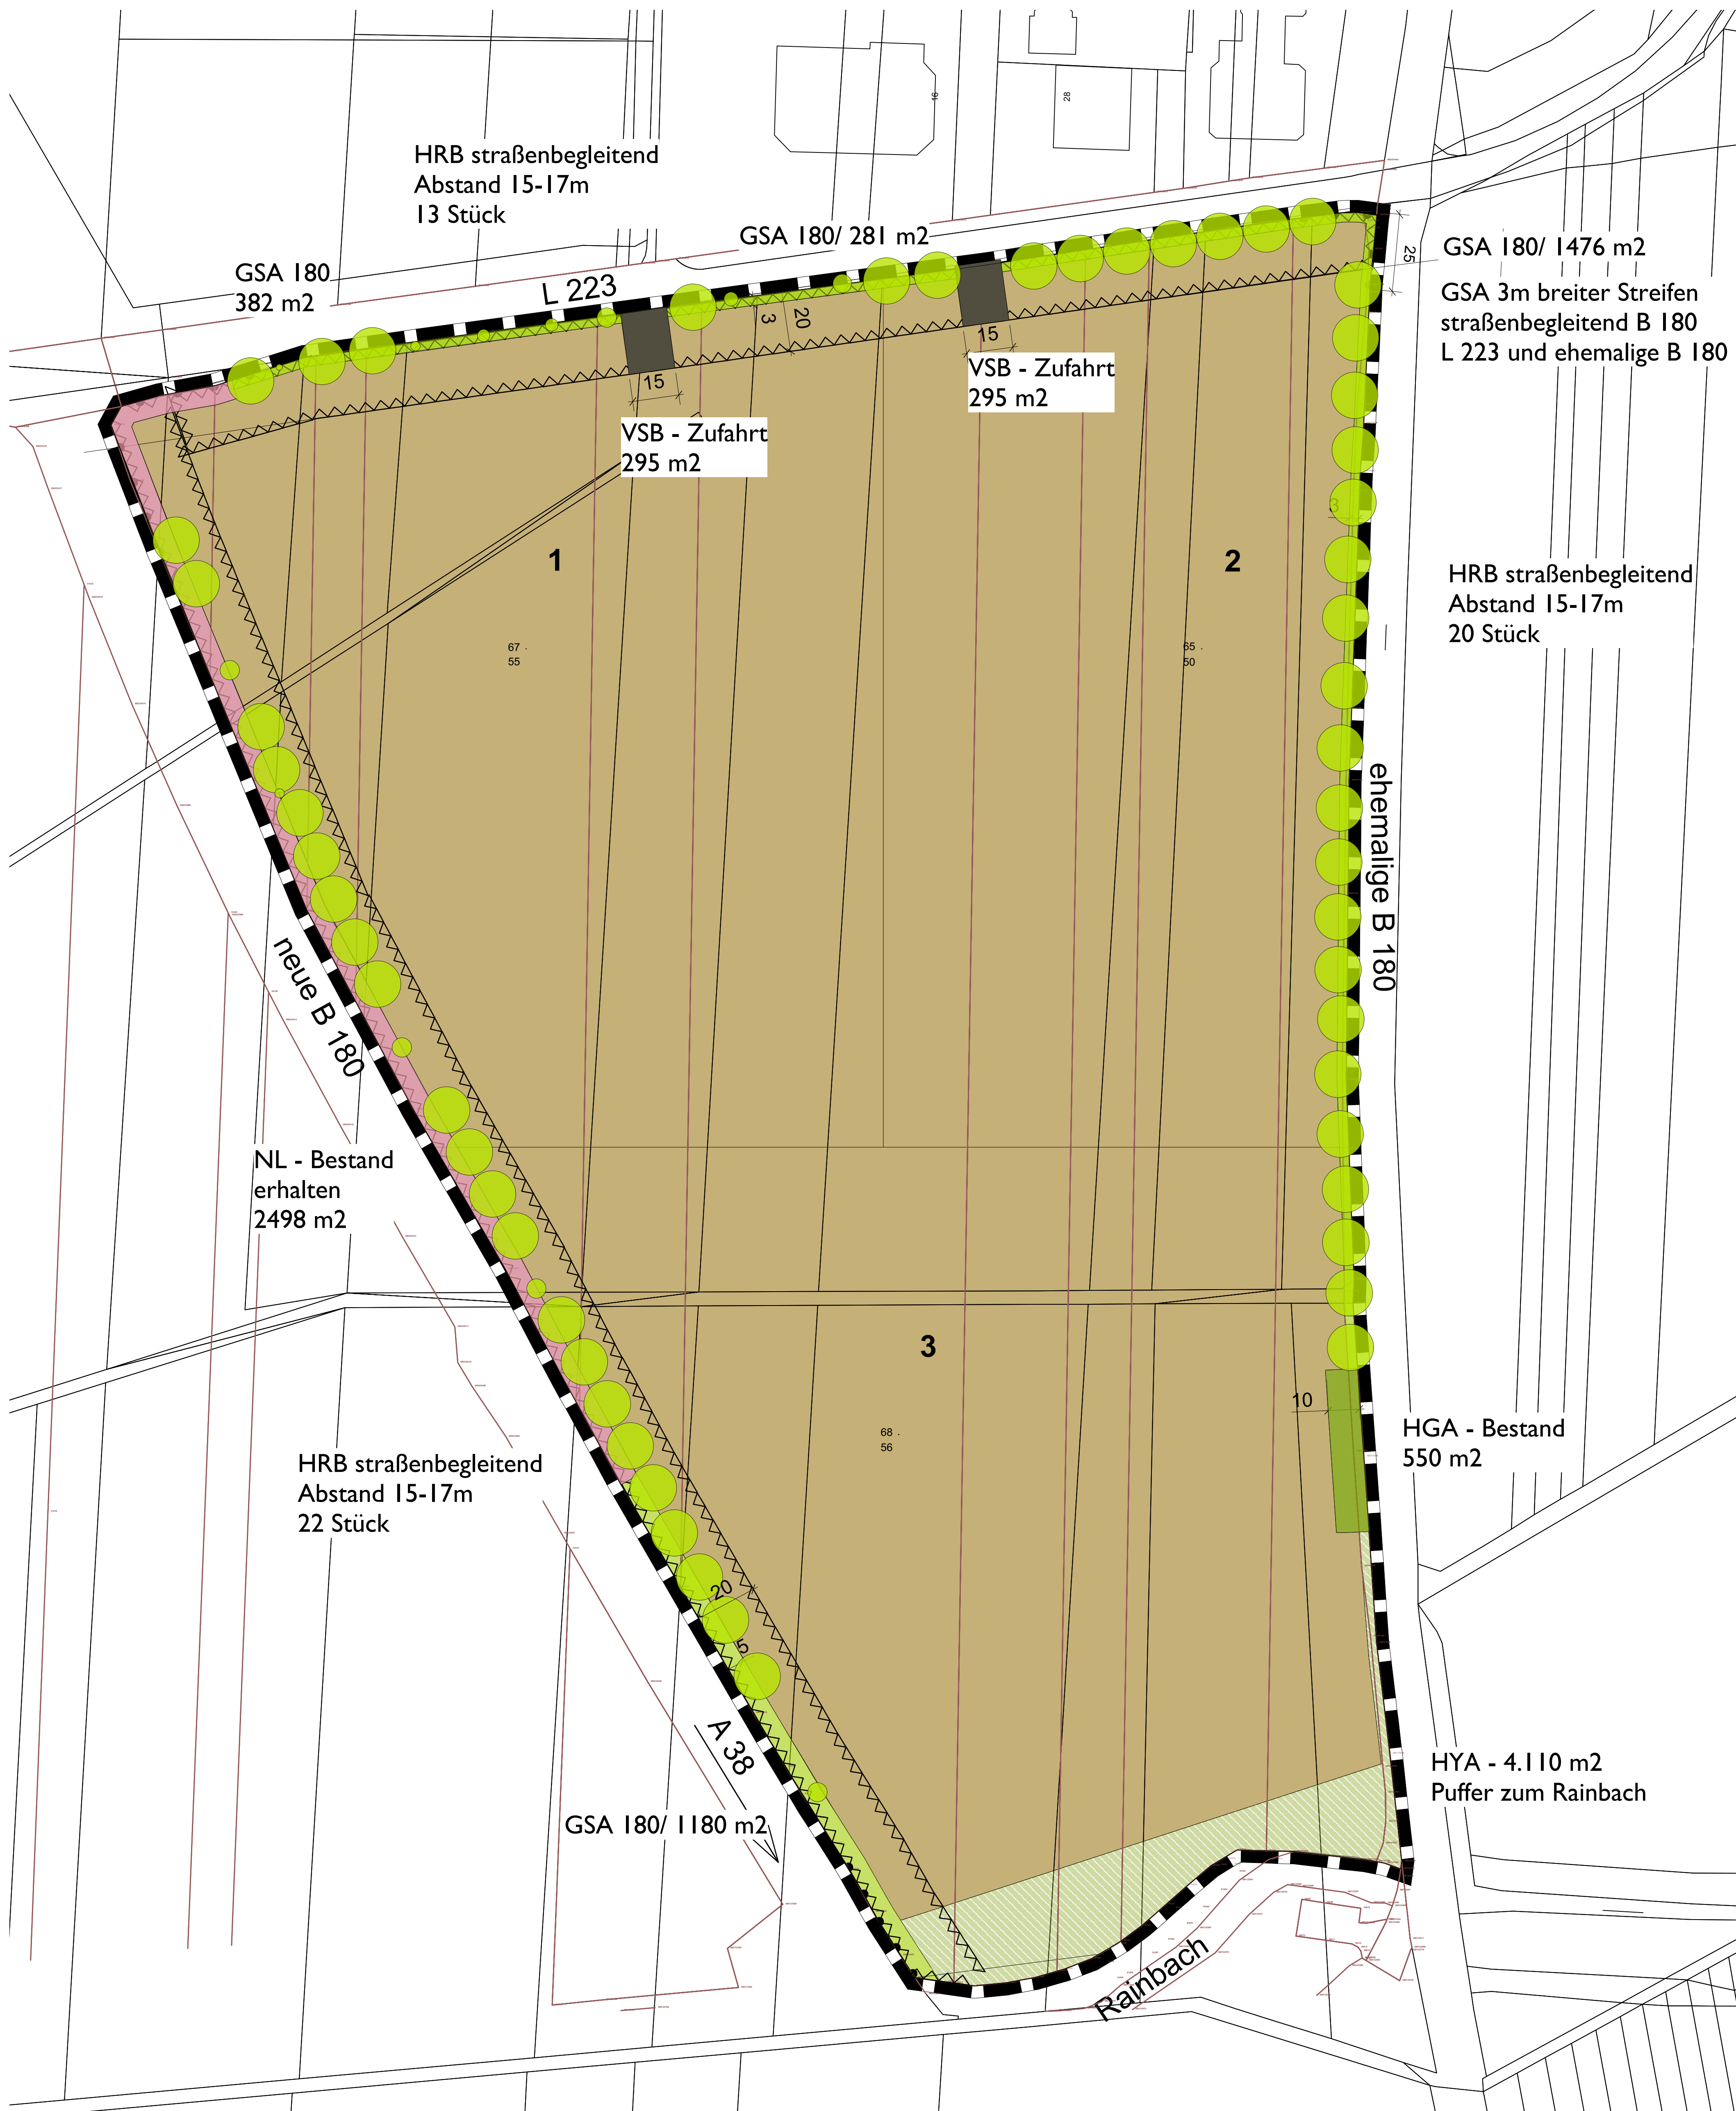 16
28
HRB straßenbegleitend
Abstand 15-17m
13 Stück
GSA 180/ 281 m2
GSA 180
382 m2
L 223
25
GSA 180/ 1476 m2
GSA 3m breiter Streifen
straßenbegleitend B 180
L 223 und ehemalige B 180
3
20
15
VSB - Zufahrt
295 m2
15
VSB - Zufahrt
295 m2
3
1
2
HRB straßenbegleitend
Abstand 15-17m
20 Stück
67
55
65
50
ehemalige B 180
neue B 180
NL - Bestand
erhalten
2498 m2
3
10
HGA - Bestand
550 m2
68
56
HRB straßenbegleitend
Abstand 15-17m
22 Stück
20
5
A 38
HYA - 4.110 m2
Puffer zum Rainbach
GSA 180/ 1180 m2
Rainbach